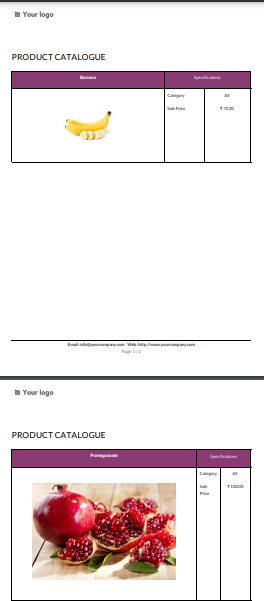 Your logo
PRODUCT CATALOGUE
Banana Specifications
Category All
Sale Price ₹ 75.00
Email: info@yourcompany.com Web: http://www.yourcompany.com
Page: 1 / 2
Your logo
PRODUCT CATALOGUE
Pomegranate Specifications
Category All
Sale ₹ 100.00
Price